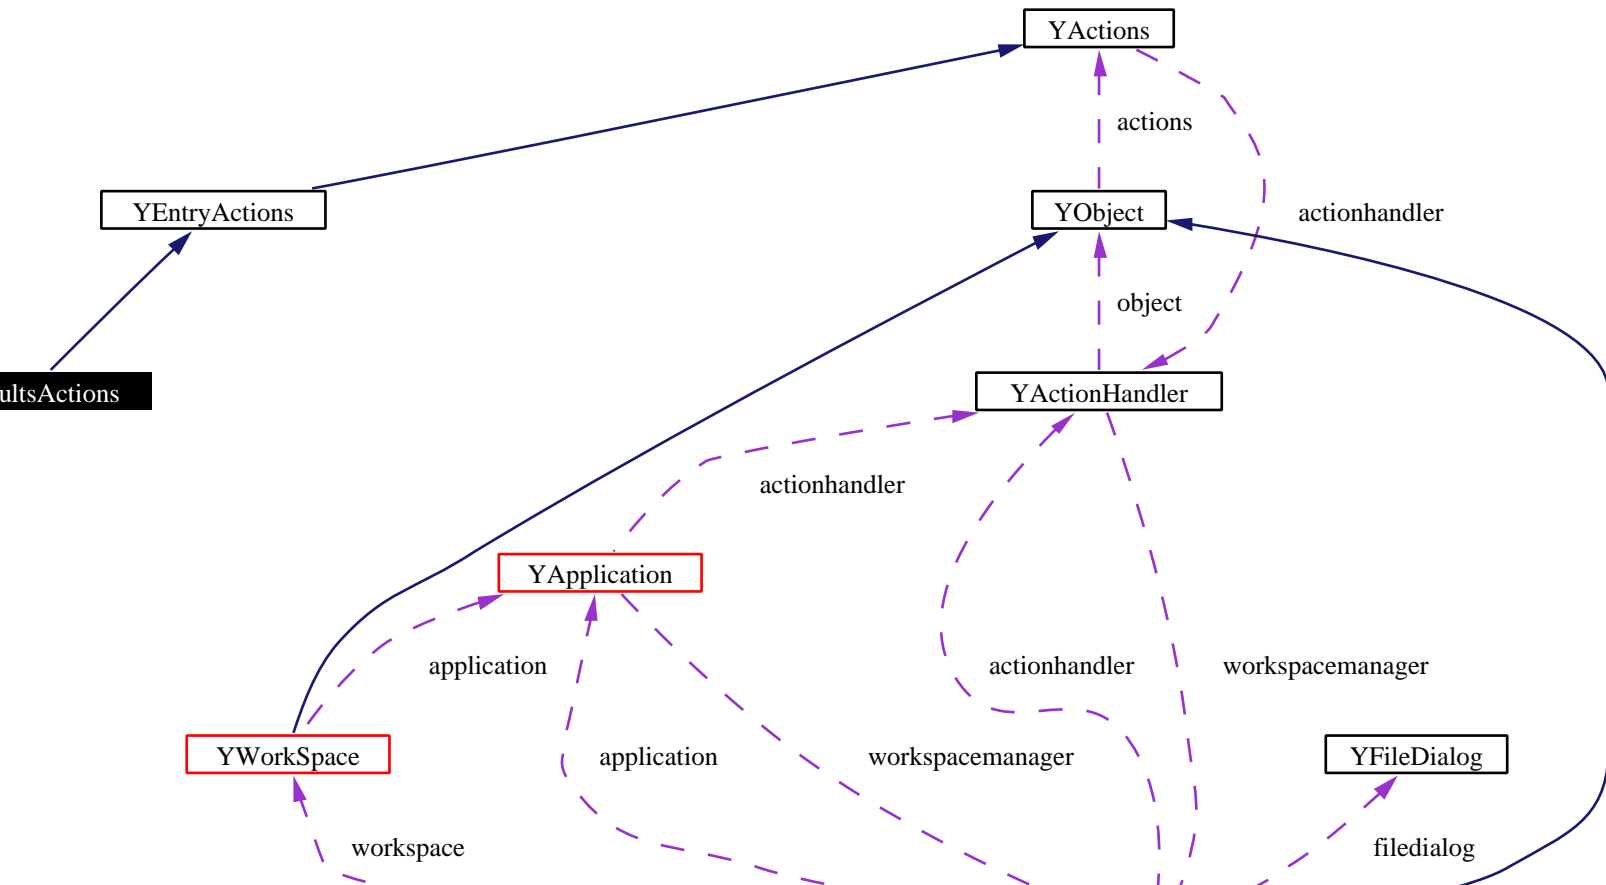 YActions
actions
YEntryActions
YObject
actionhandler
object
ultsActions
YActionHandler
actionhandler
YApplication
application
actionhandler
workspacemanager
YWorkSpace
application
workspacemanager
YFileDialog
workspace
filedialog